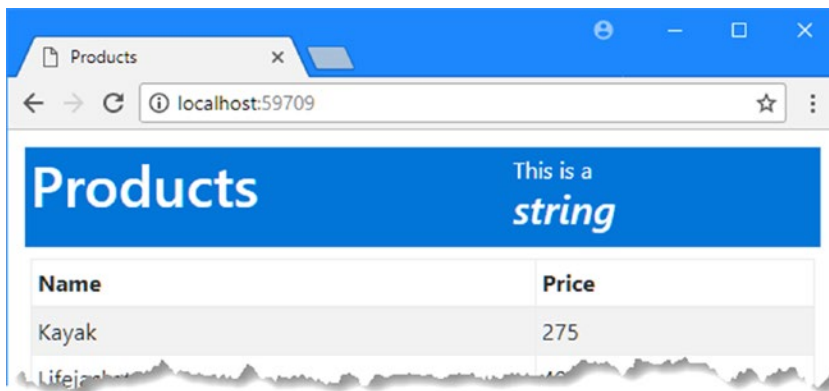 Products
localhost:59709
Products
This is a
string
Name Price
Kayak 275